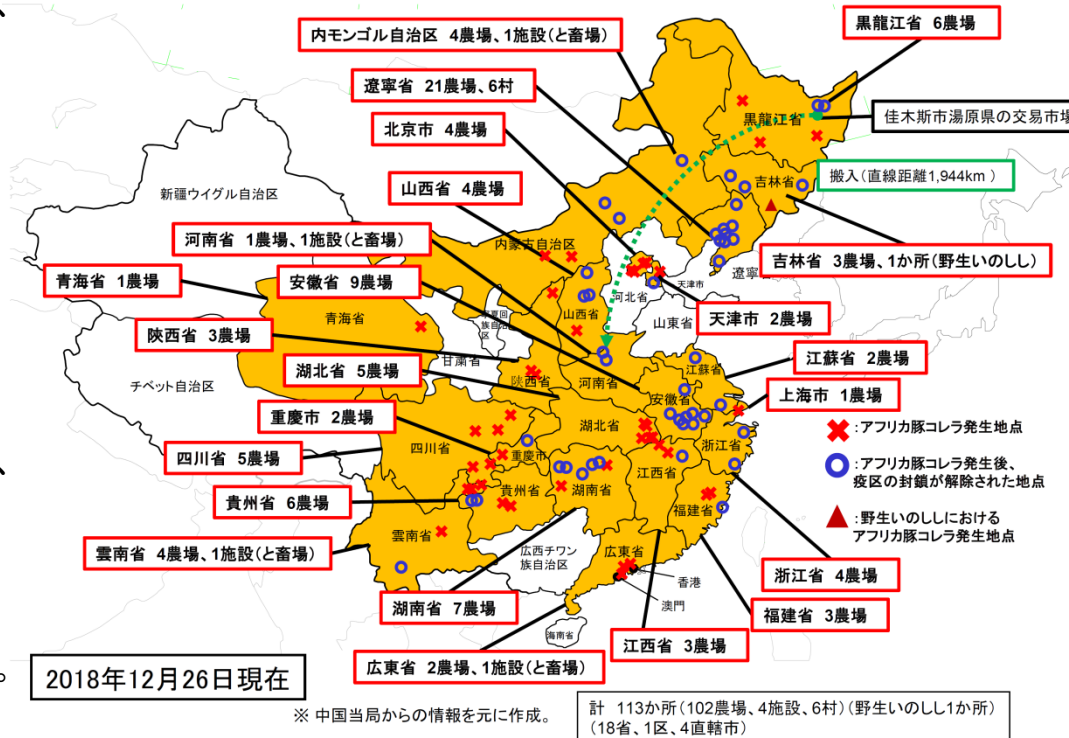 、
内モンゴル自治区 4農場、1施設(と畜場)
黒龍江省 6農場
遼寧省 21農場、6村
北京市 4農場
佳木斯市湯原県の交易市場
黒龍江省
搬入(直線距離1,944km)
吉林省
山西省 4農場
新疆ウイグル自治区
河南省 1農場、1施設(と畜場)
内蒙古自治区
吉林省 3農場、1か所(野生いのしし)
遼寧
青海省 1農場
安徽省 9農場
天津市
河北省
天津市 2農場
青海省
山西省
山東省
陝西省 3農場
江蘇省 2農場
甘粛省
チベット自治区
湖北省 5農場
陝西省
河南省
江蘇省
安徽省
上海市 1農場
重慶市 2農場
湖北省
:アフリカ豚コレラ発生地点
浙江省
四川省 5農場
四川省
重慶市
江西省
:アフリカ豚コレラ発生後、
疫区の封鎖が解除された地点
、
貴州省 6農場
貴州省
湖南省
福建省
:野生いのししにおける
アフリカ豚コレラ発生地点
雲南省 4農場、1施設(と畜場)
雲南省
広西チワン
族自治区
広東省
香港
澳門
浙江省 4農場
湖南省 7農場
福建省 3農場
海南省
江西省 3農場
広東省 2農場、1施設(と畜場)
。
2018年12月26日現在
※ 中国当局からの情報を元に作成。
計 113か所(102農場、4施設、6村)(野生いのしし1か所)
(18省、1区、4直轄市)